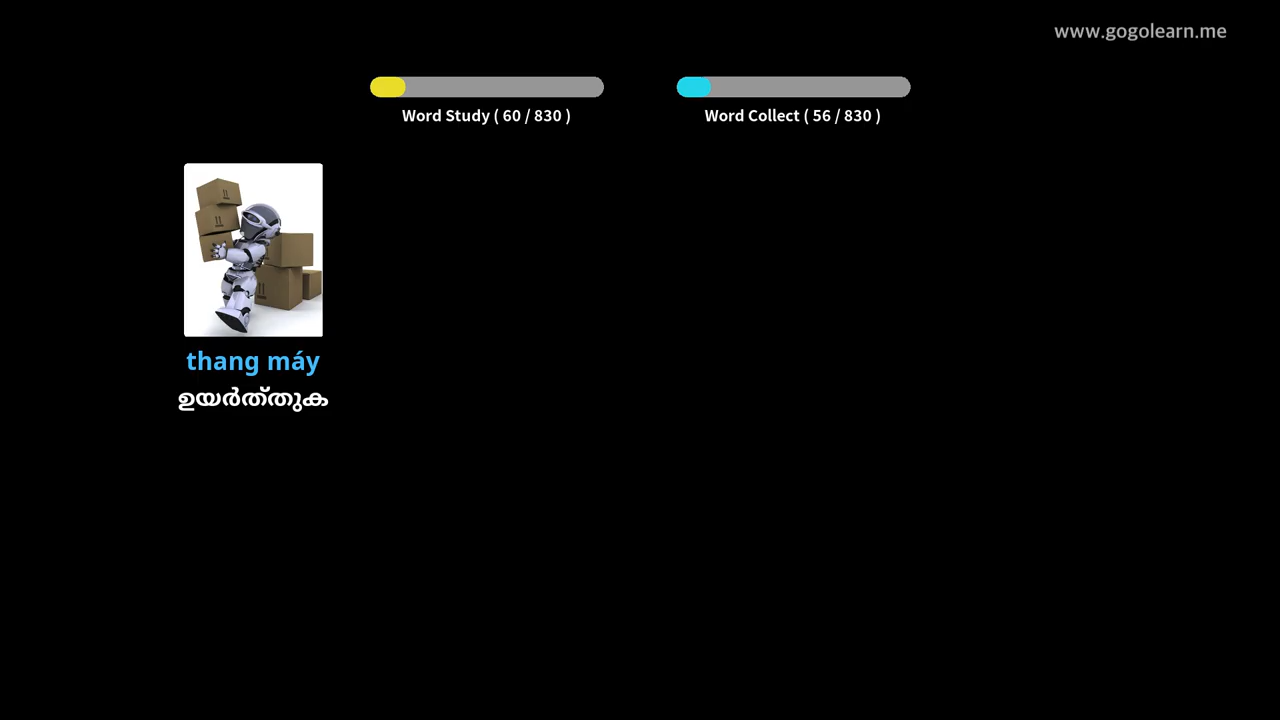 www.gogolearn.me
Word Study ( 60 / 830 )
Word Collect ( 56 / 830 )
thang máy
ഉയർത്തുക